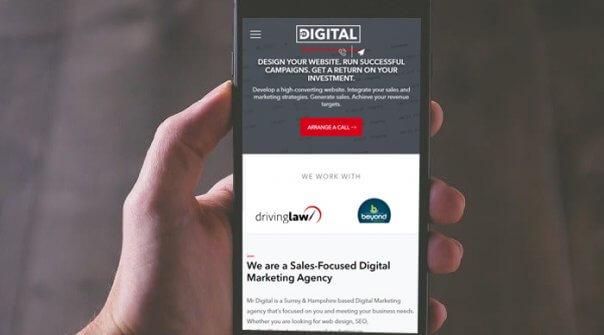 MR DIGITAL
DESIGN YOUR WEBSITE. RUN SUCCESSFUL
CAMPAIGNS. GET A RETURN ON YOUR
INVESTMENT.
Develop a high-converting website. Integrate your sales and
marketing strategies. Generate sales. Achieve your revenue
targets.
ARRANGE A CALL →
WE WORK WITH
drivinglaw
beyond
We are a Sales-Focused Digital
Marketing Agency
Mr Digital is a Surrey & Hampshire based Digital Marketing
agency that's focused on you and meeting your business needs.
Whether you are looking for web design, SEO,